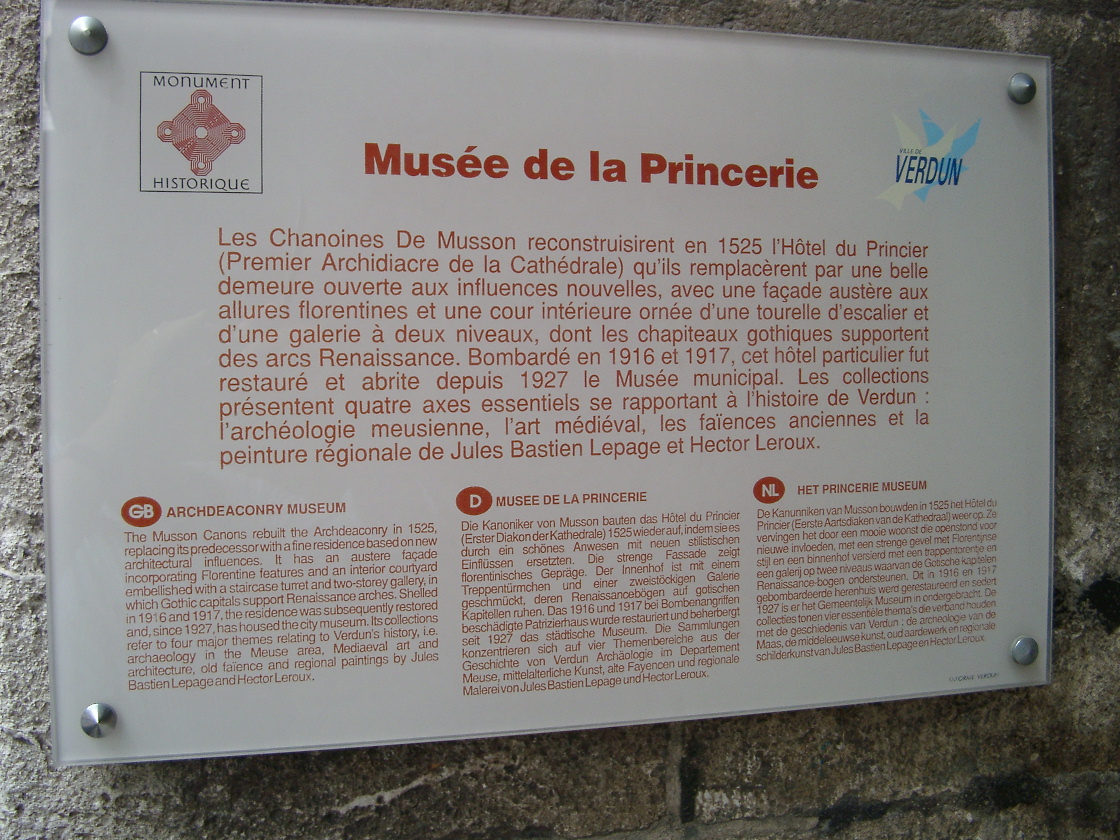 MONUMENT
HISTORIQUE
Musée de la Princerie
VILLE DE
VERDUN
Les Chanoines De Musson reconstruisirent en 1525 l'Hôtel du Princier
(Premier Archidiacre de la Cathédrale) qu'ils remplacèrent par une belle
demeure ouverte aux influences nouvelles, avec une façade austère aux
allures florentines et une cour intérieure ornée d'une tourelle d'escalier et
d'une galerie à deux niveaux, dont les chapiteaux gothiques supportent
des arcs Renaissance. Bombardé en 1916 et 1917, cet hôtel particulier fut
restauré et abrite depuis 1927 le Musée municipal. Les collections
présentent quatre axes essentiels se rapportant à l'histoire de Verdun :
l'archéologie meusienne, l'art médiéval, les faïences anciennes et la
peinture régionale de Jules Bastien Lepage et Hector Leroux.
GB ARCHDEACONRY MUSEUM
The Musson Canons rebuilt the Archdeaconry in 1525,
replacing its predecessor with a fine residence based on new
architectural influences. It has an austere façade
incorporating Florentine features and an interior courtyard
embellished with a staircase turret and two-storey gallery, in
which Gothic capitals support Renaissance arches. Shelled
in 1916 and 1917, the residence was subsequently restored
and, since 1927, has housed the city museum. Its collections
refer to four major themes relating to Verdun's history, i.e.
archaeology in the Meuse area, Mediaeval art and
architecture, old faïence and regional paintings by Jules
Bastien Lepage and Hector Leroux.
D MUSEE DE LA PRINCERIE
Die Kanoniker von Musson bauten das Hôtel du Princier
(Erster Diakon der Kathedrale) 1525 wieder auf, indem sie es
durch ein schönes Anwesen mit neuen stilistischen
Einflüssen ersetzten. Die strenge Fassade zeigt
florentinisches Gepräge. Der Innenhof ist mit einem
Treppentürmchen und einer zweistöckigen Galerie
geschmückt, deren Renaissancebögen auf gotischen
Kapitellen ruhen. Das 1916 und 1917 bei Bombenangriffen
beschädigte Patrizierhaus wurde restauriert und beherbergt
seit 1927 das städtische Museum. Die Sammlungen
konzentrieren sich auf vier Themenbereiche aus der
Geschichte von Verdun Archäologie im Departement
Meuse, mittelalterliche Kunst, alte Fayencen und regionale
Malerei von Jules Bastien Lepage und Hector Leroux.
NL HET PRINCERIE MUSEUM
De Kanunniken van Musson bouwden in 1525 het Hôtel du
Princier (Eerste Aartsdiaken van de Kathedraal) weer op. Ze
vervingen het door een mooie woonst die openstond voor
nieuwe invloeden, met een strenge gevel met Florentijnse
stijl en een binnenhof versierd met een trappentorentje en
een galerij op twee niveaus waarvan de Gotische kapitelen
Renaissance-bogen ondersteunen. Dit in 1916 en 1917
gebombardeerde herenhuis werd gerestaureerd en sedert
1927 is er het Gemeentelijk Museum in ondergebracht. De
collecties tonen vier essentiële thema's die verband houden
met de geschiedenis van Verdun : de archeologie van de
Maas, de middeleeuwse kunst, oud aardewerk en regionale
schilderkunst van Jules Bastien Lepage en Hector Leroux.